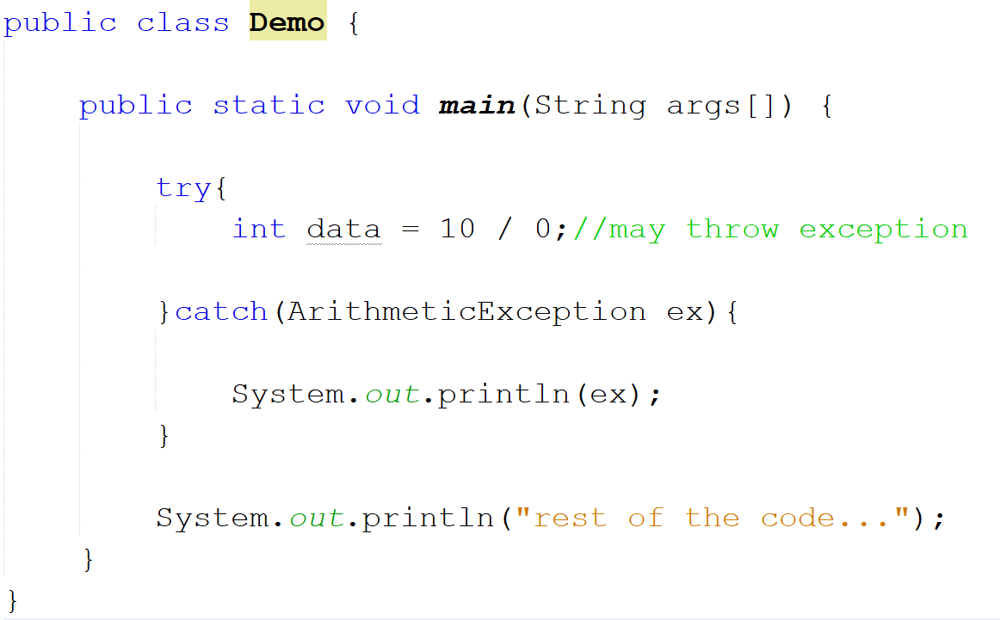 public class Demo {
public static void main(String args[]) {
try{
int data = 10 / 0;//may throw exception
}catch(ArithmeticException ex){
System.out.println(ex);
}
System.out.println("rest of the code...");
}
}